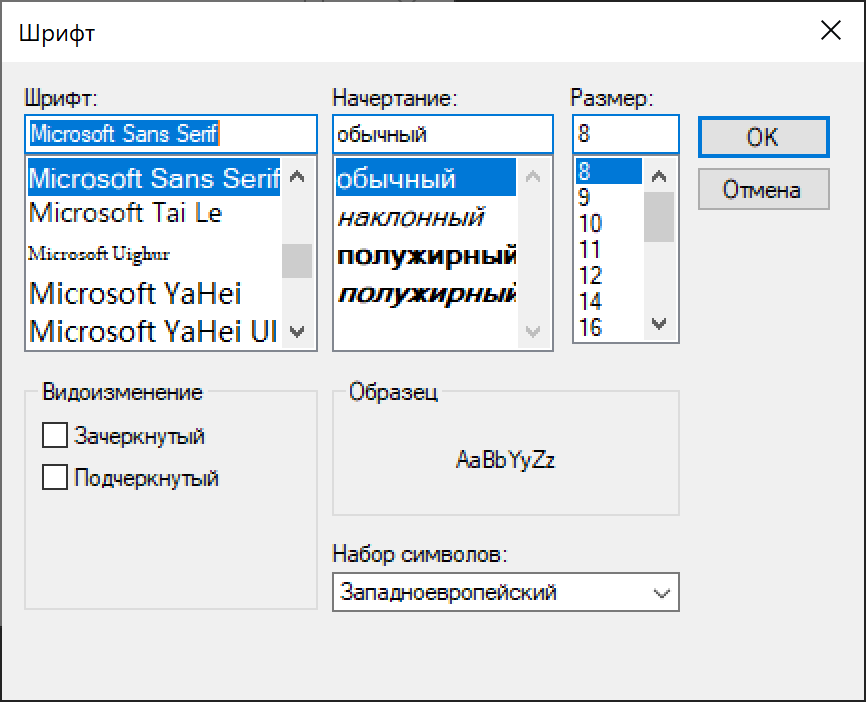 Шрифт
Шрифт:
Microsoft Sans Serif
Microsoft Sans Serif
Microsoft Tai Le
Microsoft Uighur
Microsoft YaHei
Microsoft YaHei UI
Начертание:
обычный
обычный
наклонный
полужирный
полужирный
Размер:
8
8
9
10
11
12
14
16
OK
Отмена
Видоизменение
Зачеркнутый
Подчеркнутый
Образец
AaBbYyZz
Набор символов:
Западноевропейский